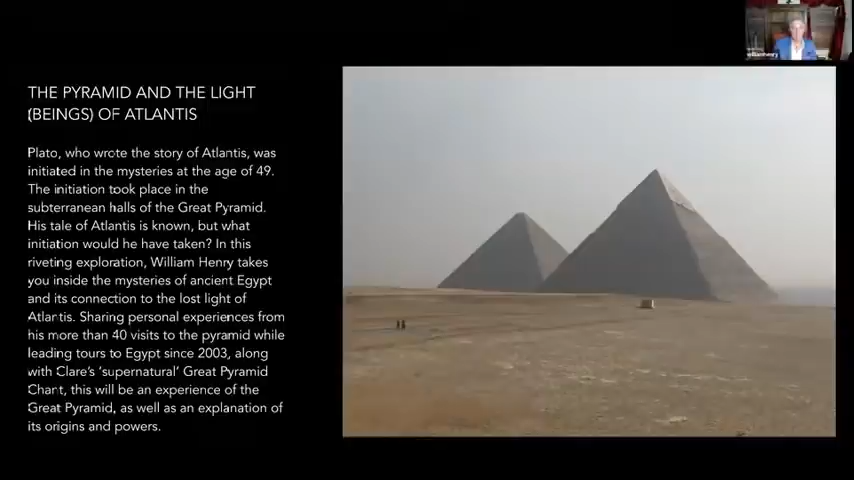 THE PYRAMID AND THE LIGHT
(BEINGS) OF ATLANTIS
Plato, who wrote the story of Atlantis, was
initiated in the mysteries at the age of 49.
The initiation took place in the
subterranean halls of the Great Pyramid.
His tale of Atlantis is known, but what
initiation would he have taken? In this
riveting exploration, William Henry takes
you inside the mysteries of ancient Egypt
and its connection to the lost light of
Atlantis. Sharing personal experiences from
his more than 40 visits to the pyramid while
leading tours to Egypt since 2003, along
with Clare's 'supernatural' Great Pyramid
Chant, this will be an experience of the
Great Pyramid, as well as an explanation of
its origins and powers.
williamhenry